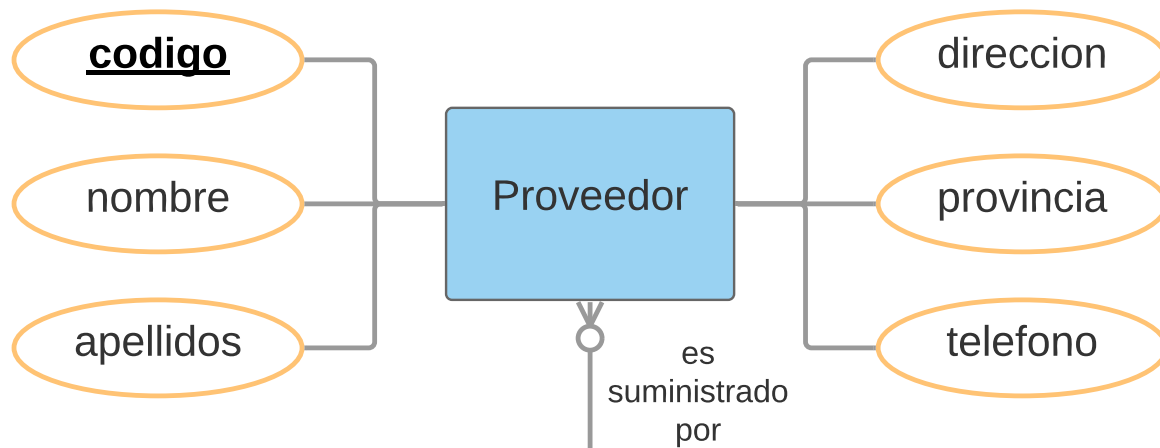 codigo
direccion
nombre
Proveedor
provincia
apellidos
telefono
es
suministrado
por